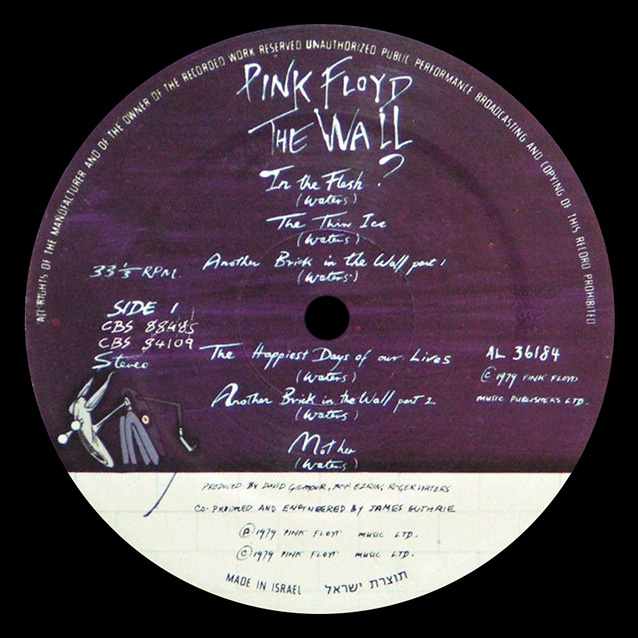 ALL RIGHTS OF THE MANUFACTURER AND OF THE OWNER OF THE RECORDED WORK RESERVED UNAUTHORIZED PUBLIC PERFORMANCE BROADCASTING AND COPYING OF THIS RECORD PROHIBITED
PINK FLOYD
THE WALL
In the Flesh ?
(Waters)
The Thin Ice
(Waters)
Another Brick in the Wall part 1
(Waters)
33 1/3 RPM.
SIDE 1
CBS 88485
CBS 84109
Stereo
The Happiest Days of our Lives
(Waters)
Another Brick in the Wall part 2
(Waters)
Mother
(Waters)
AL 36184
© 1979 PINK FLOYD
MUSIC PUBLISHERS LTD.
PRODUCED BY DAVID GILMOUR, BOB EZRIN, ROGER WATERS
CO-PRODUCED AND ENGINEERED BY JAMES GUTHRIE
Ⓟ 1979 PINK FLOYD MUSIC LTD.
© 1979 PINK FLOYD MUSIC LTD.
MADE IN ISRAEL תוצרת ישראל